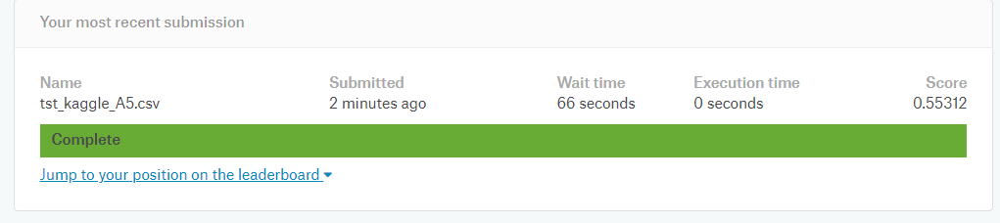 Your most recent submission
Name Submitted Wait time Execution time Score
tst_kaggle_A5.csv 2 minutes ago 66 seconds 0 seconds 0.55312
Complete
Jump to your position on the leaderboard